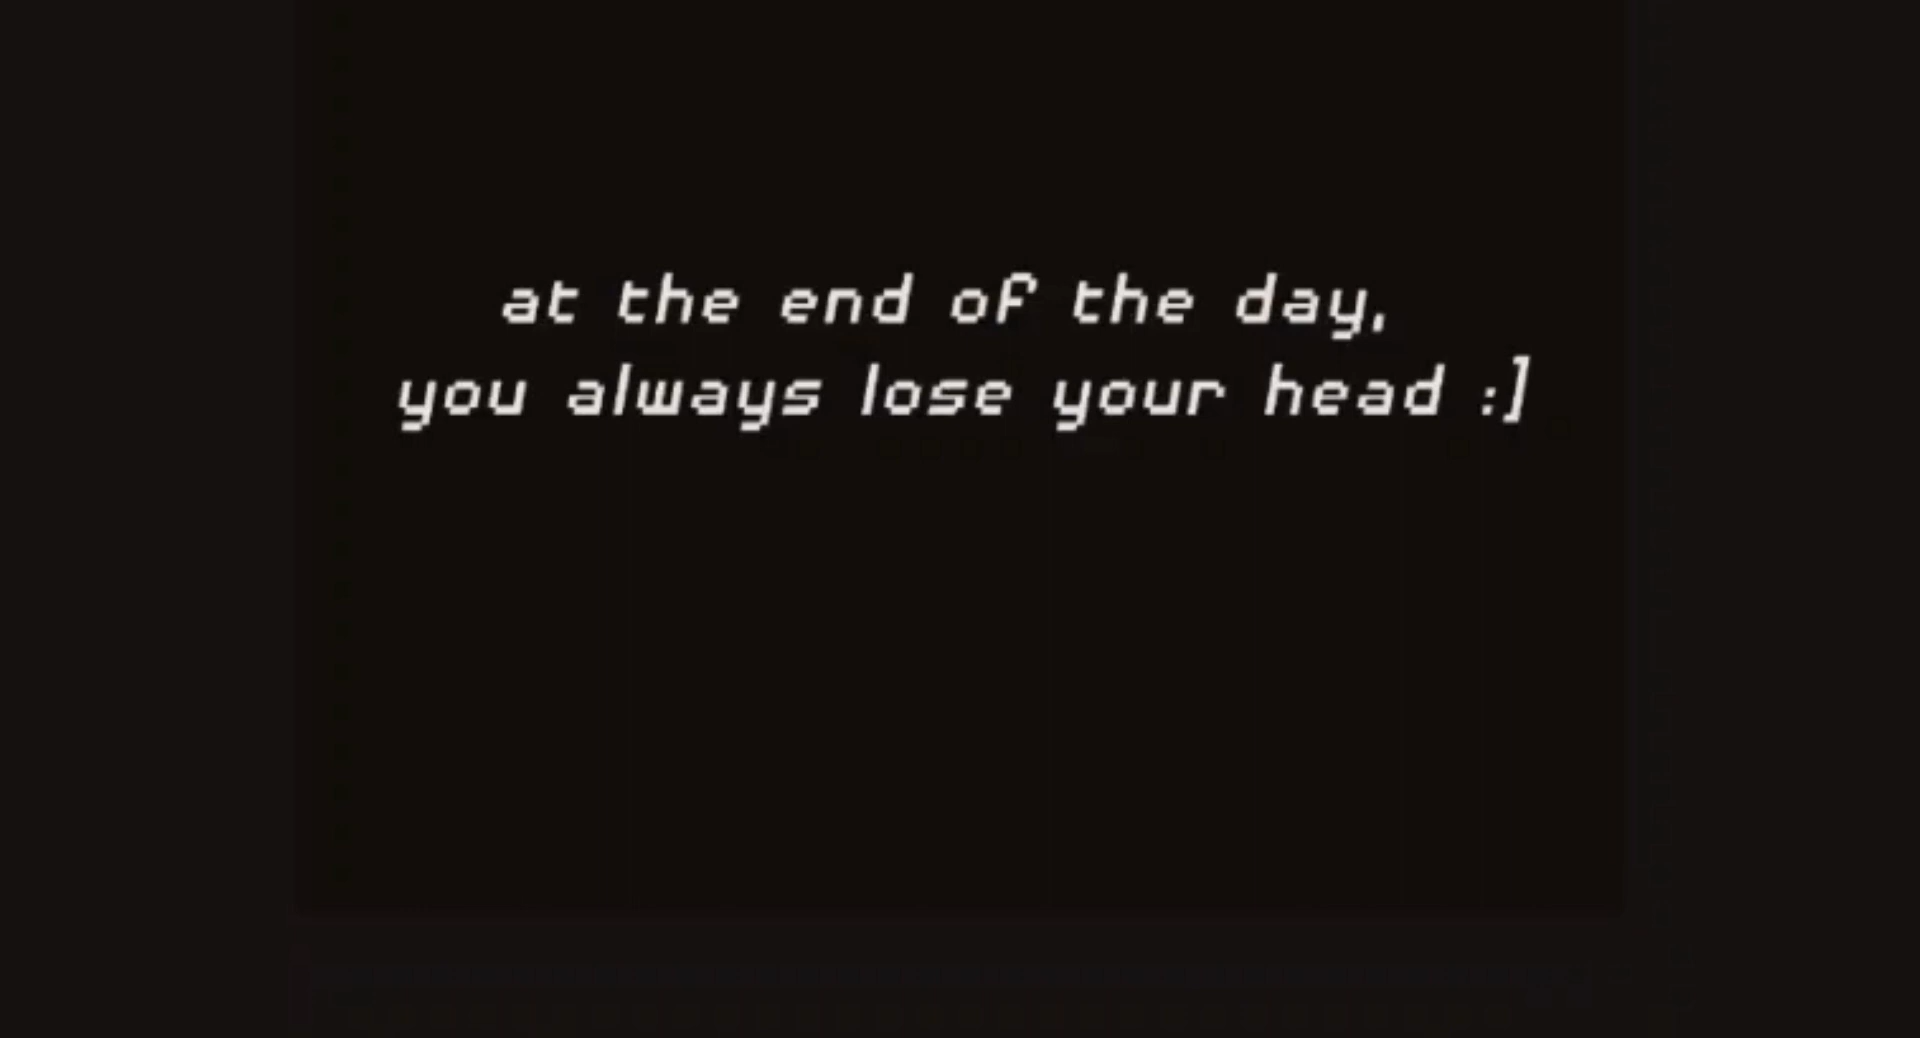 at the end of the day,
you always lose your head :]